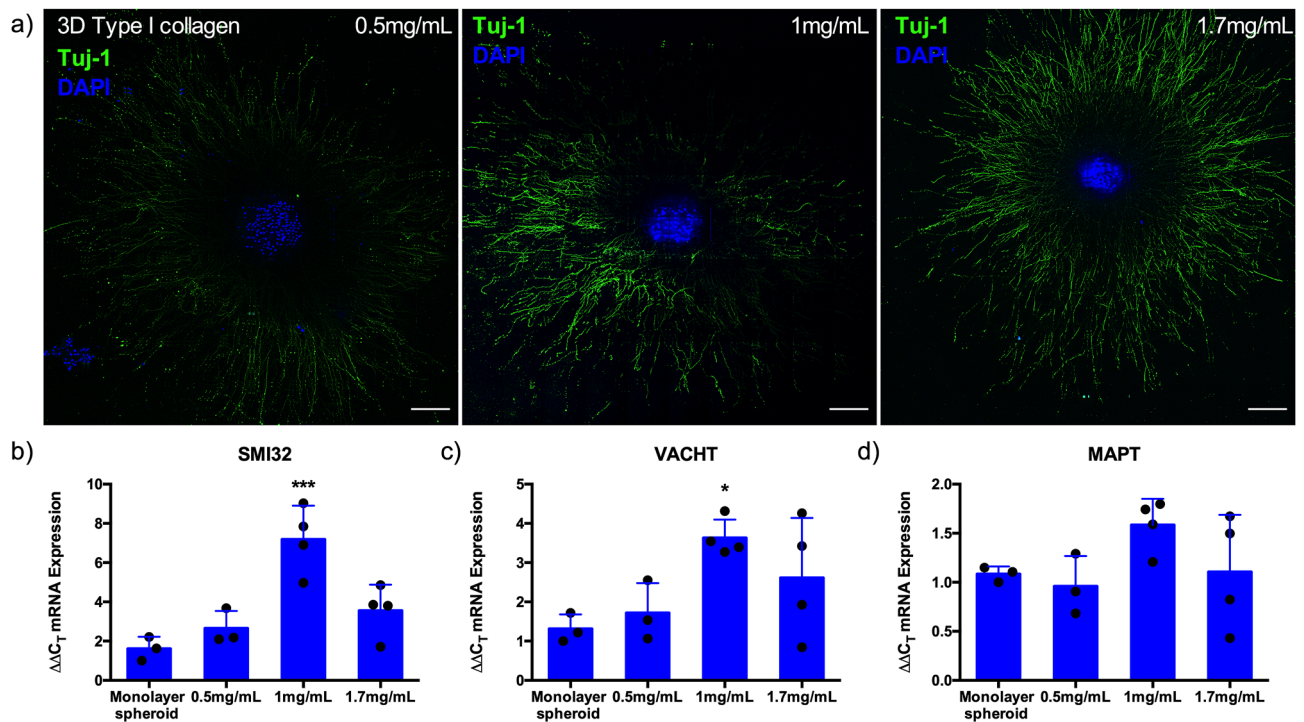 a)
3D Type I collagen 0.5mg/mL
Tuj-1
DAPI
1mg/mL
Tuj-1
DAPI
1.7mg/mL
Tuj-1
DAPI
b)
SMI32
ΔΔC_T mRNA Expression
10
8
6
4
2
0
***
Monolayer spheroid
0.5mg/mL
1mg/mL
1.7mg/mL
c)
VACHT
ΔΔC_T mRNA Expression
5
4
3
2
1
0
*
Monolayer spheroid
0.5mg/mL
1mg/mL
1.7mg/mL
d)
MAPT
ΔΔC_T mRNA Expression
2.0
1.5
1.0
0.5
0.0
Monolayer spheroid
0.5mg/mL
1mg/mL
1.7mg/mL